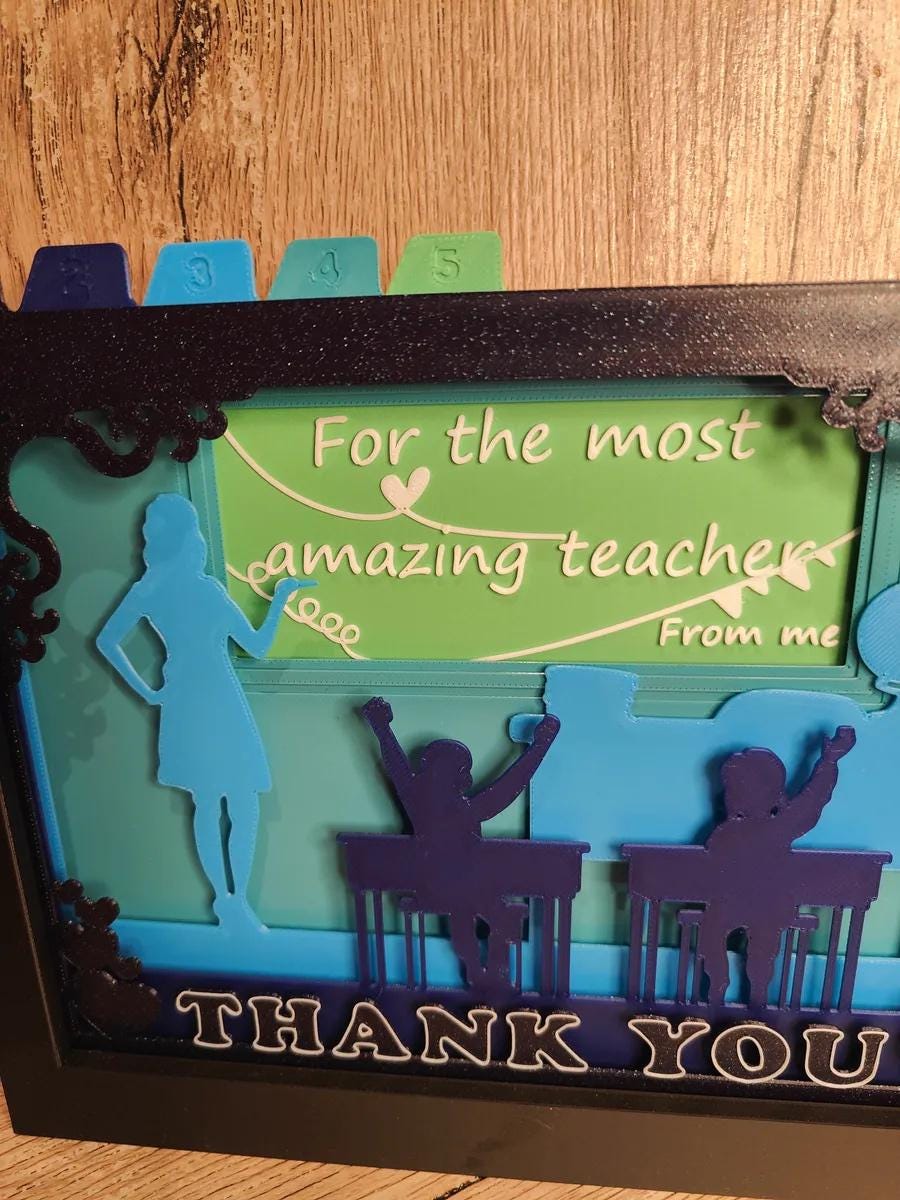 2 3 4 5
For the most
amazing teacher
From me
THANK YOU